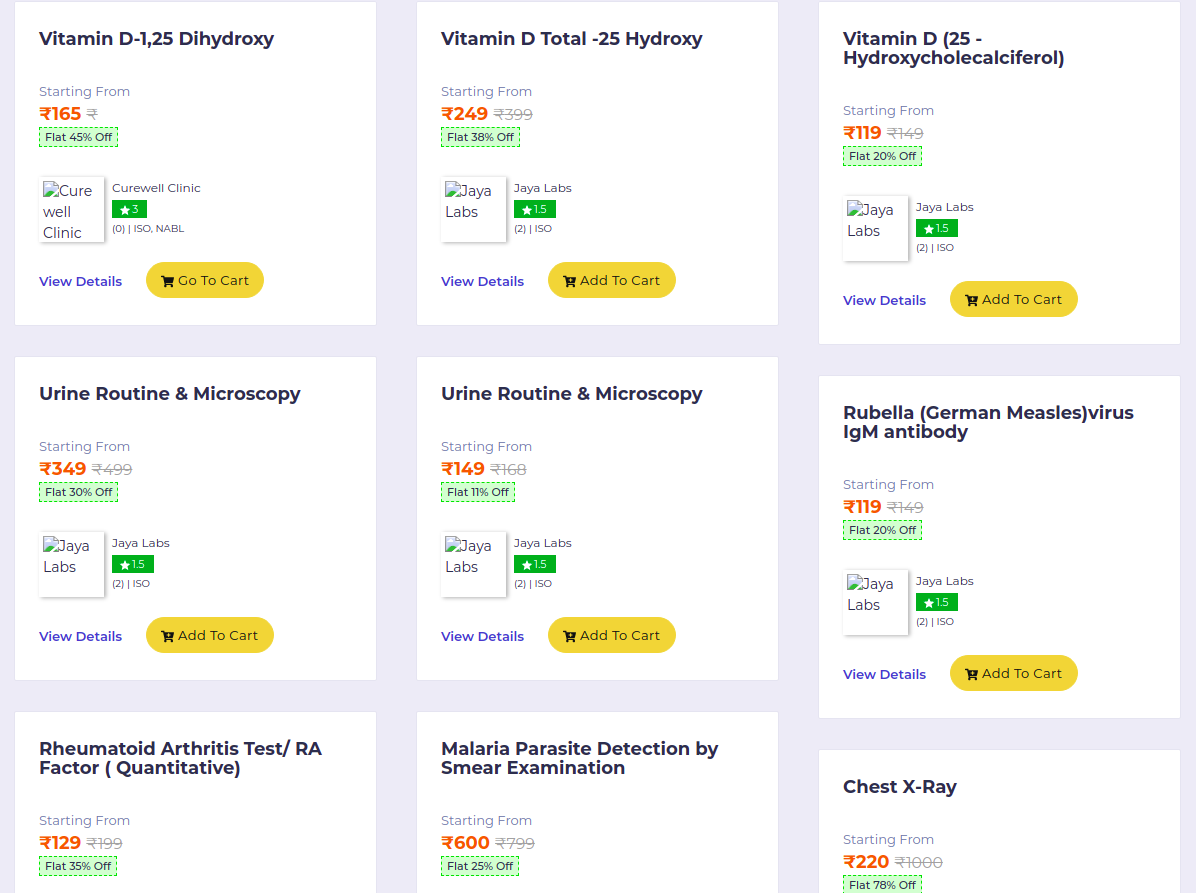 Vitamin D-1,25 Dihydroxy
Starting From
₹165 ₹
Flat 45% Off
Cure
well
Clinic
Curewell Clinic
3
(0) | ISO, NABL
View Details
Go To Cart
Vitamin D Total -25 Hydroxy
Starting From
₹249 ₹399
Flat 38% Off
Jaya
Labs
Jaya Labs
1.5
(2) | ISO
View Details
Add To Cart
Vitamin D (25 -
Hydroxycholecalciferol)
Starting From
₹119 ₹149
Flat 20% Off
Jaya
Labs
Jaya Labs
1.5
(2) | ISO
View Details
Add To Cart
Urine Routine & Microscopy
Starting From
₹349 ₹499
Flat 30% Off
Jaya
Labs
Jaya Labs
1.5
(2) | ISO
View Details
Add To Cart
Urine Routine & Microscopy
Starting From
₹149 ₹168
Flat 11% Off
Jaya
Labs
Jaya Labs
1.5
(2) | ISO
View Details
Add To Cart
Rubella (German Measles)virus
IgM antibody
Starting From
₹119 ₹149
Flat 20% Off
Jaya
Labs
Jaya Labs
1.5
(2) | ISO
View Details
Add To Cart
Rheumatoid Arthritis Test/ RA
Factor ( Quantitative)
Starting From
₹129 ₹199
Flat 35% Off
Malaria Parasite Detection by
Smear Examination
Starting From
₹600 ₹799
Flat 25% Off
Chest X-Ray
Starting From
₹220 ₹1000
Flat 78% Off